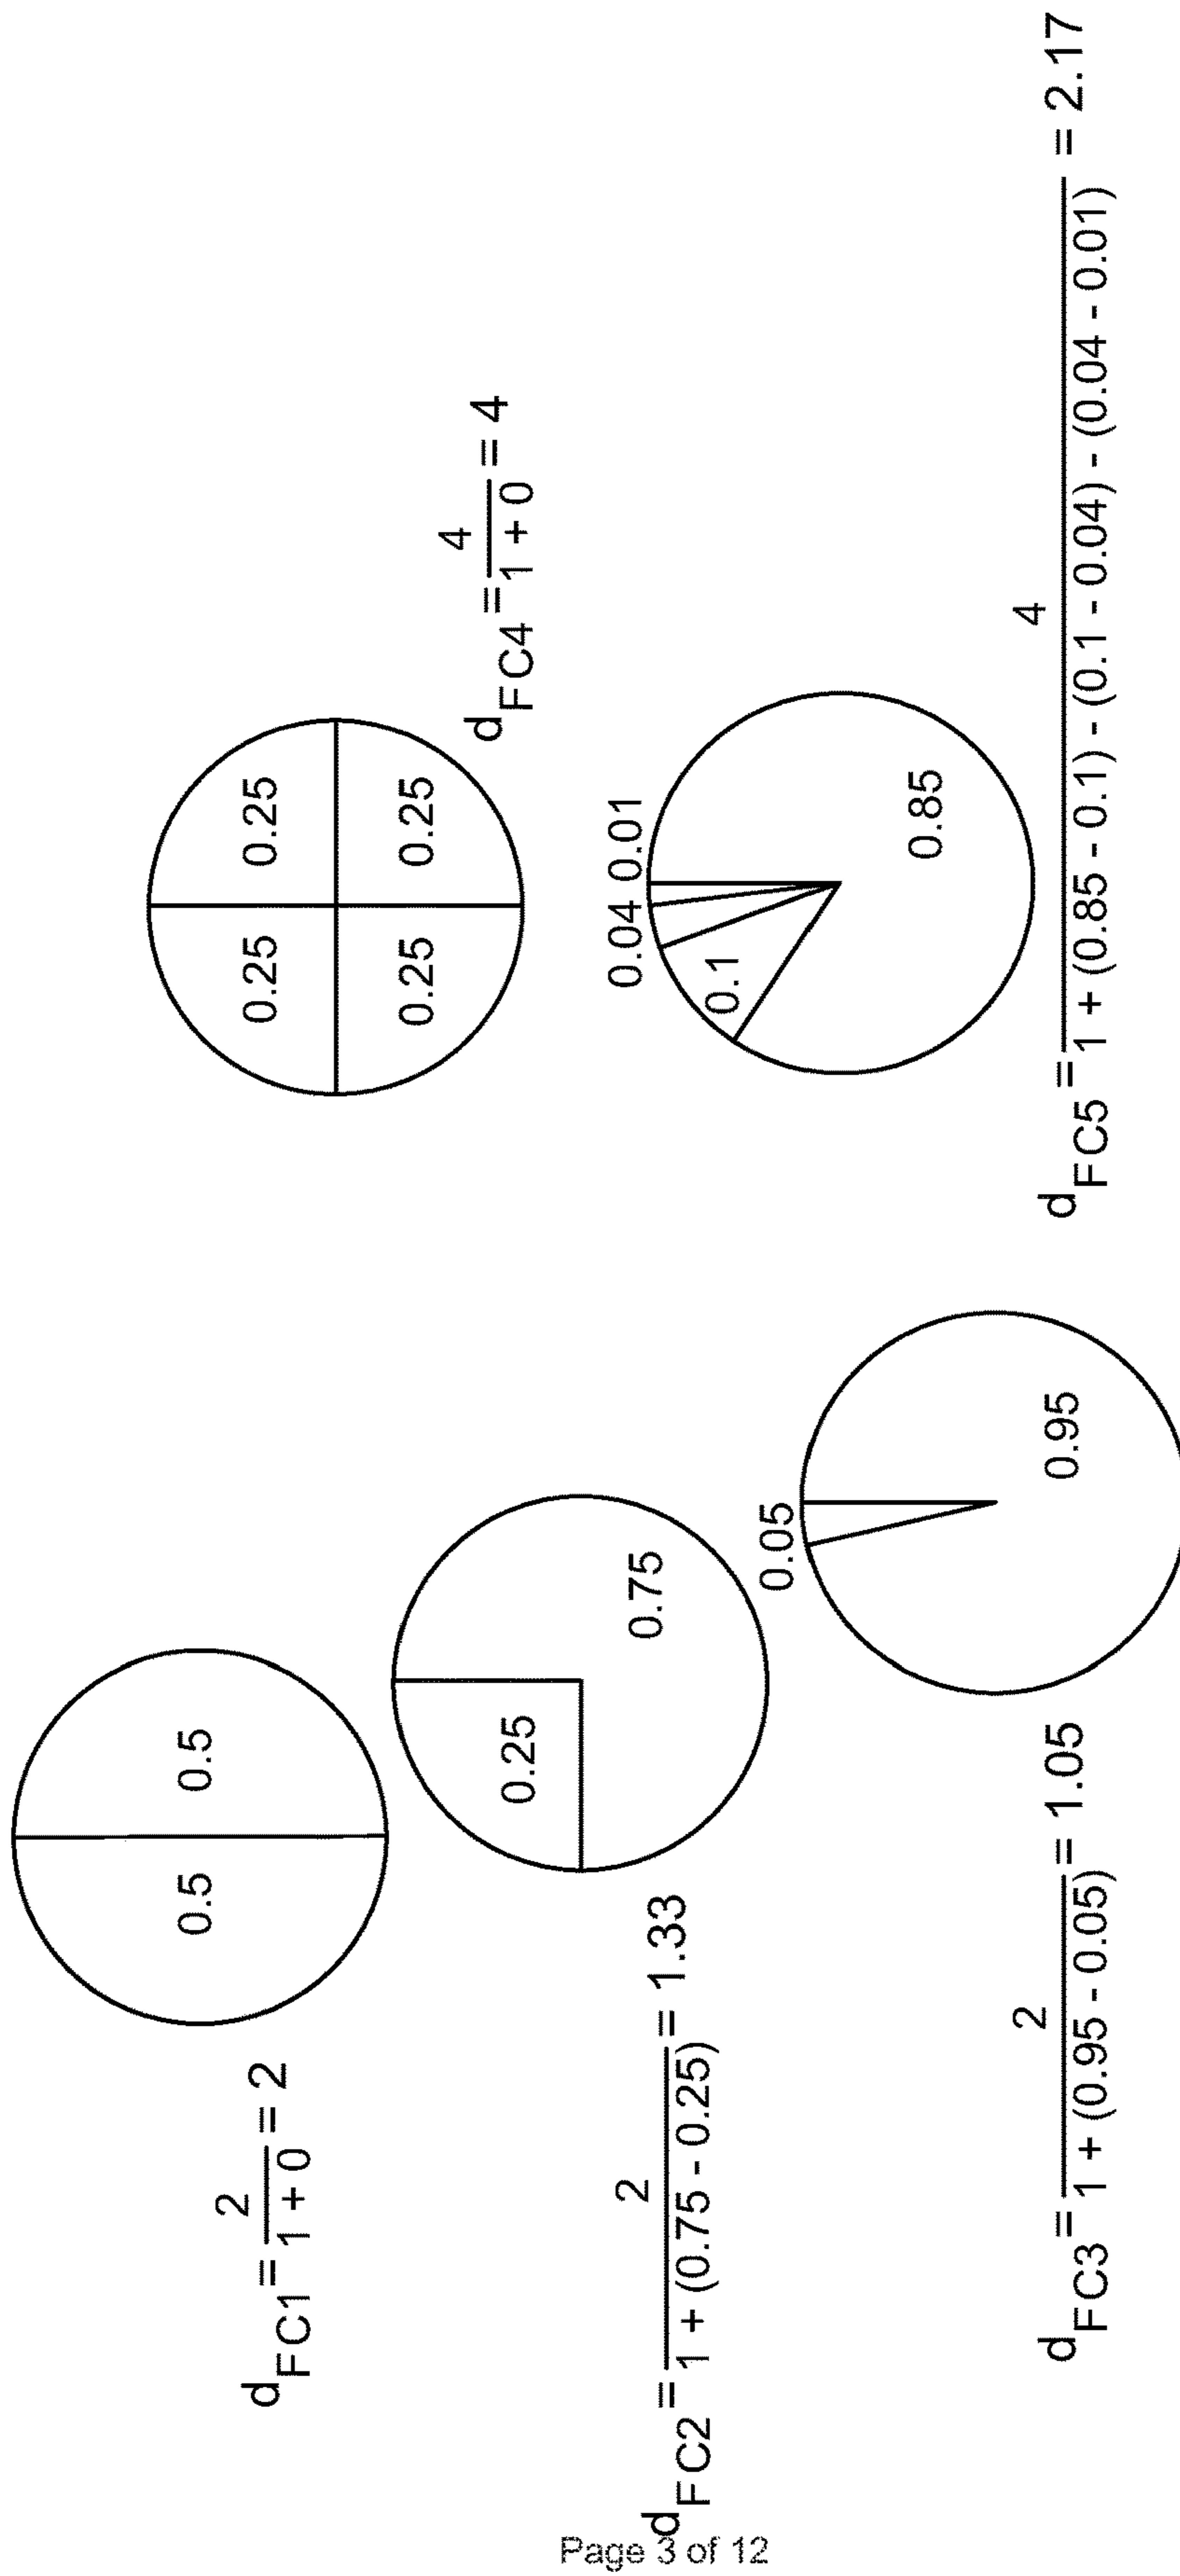 0.5 0.5
d_FC1 = 2 / (1 + 0) = 2
0.25 0.75
d_FC2 = 2 / (1 + (0.75 - 0.25)) = 1.33
0.05 0.95
d_FC3 = 2 / (1 + (0.95 - 0.05)) = 1.05
0.25 0.25
0.25 0.25
d_FC4 = 4 / (1 + 0) = 4
0.04 0.01
0.1 0.85
d_FC5 = 4 / (1 + (0.85 - 0.1) - (0.1 - 0.04) - (0.04 - 0.01)) = 2.17
Page 3 of 12